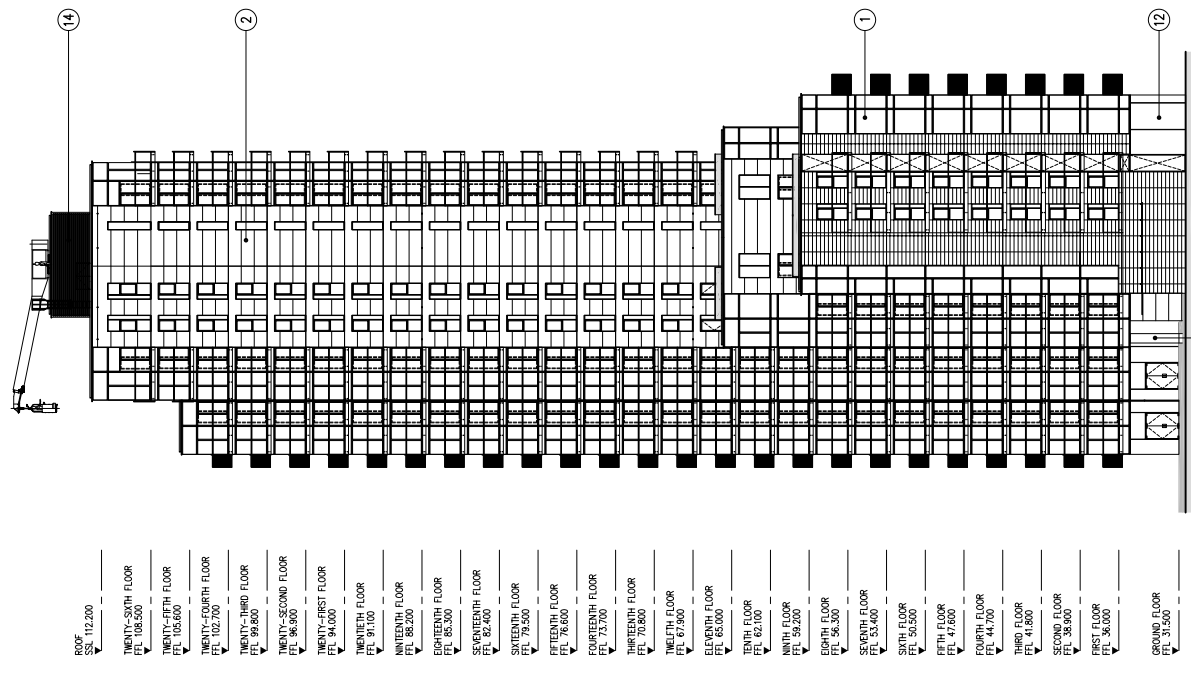 14
2
1
12
ROOF
SSL 112.200
TWENTY-SIXTH FLOOR
FFL 108.500
TWENTY-FIFTH FLOOR
FFL 105.600
TWENTY-FOURTH FLOOR
FFL 102.700
TWENTY-THIRD FLOOR
FFL 99.800
TWENTY-SECOND FLOOR
FFL 96.900
TWENTY-FIRST FLOOR
FFL 94.000
TWENTIETH FLOOR
FFL 91.100
NINETEENTH FLOOR
FFL 88.200
EIGHTEENTH FLOOR
FFL 85.300
SEVENTEENTH FLOOR
FFL 82.400
SIXTEENTH FLOOR
FFL 79.500
FIFTEENTH FLOOR
FFL 76.600
FOURTEENTH FLOOR
FFL 73.700
THIRTEENTH FLOOR
FFL 70.800
TWELFTH FLOOR
FFL 67.900
ELEVENTH FLOOR
FFL 65.000
TENTH FLOOR
FFL 62.100
NINTH FLOOR
FFL 59.200
EIGHTH FLOOR
FFL 56.300
SEVENTH FLOOR
FFL 53.400
SIXTH FLOOR
FFL 50.500
FIFTH FLOOR
FFL 47.600
FOURTH FLOOR
FFL 44.700
THIRD FLOOR
FFL 41.800
SECOND FLOOR
FFL 38.900
FIRST FLOOR
FFL 36.000
GROUND FLOOR
FFL 31.500